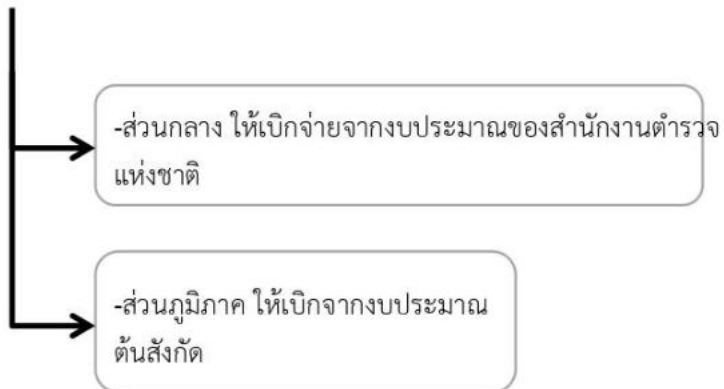 -ส่วนกลาง ให้เบิกจ่ายจากงบประมาณของสำนักงานตำรวจ
แห่งชาติ
-ส่วนภูมิภาค ให้เบิกจากงบประมาณ
ต้นสังกัด